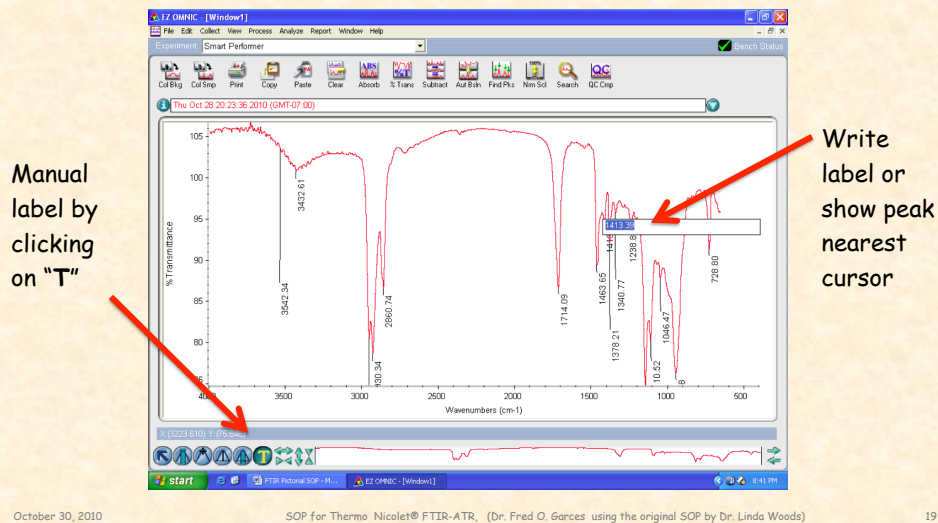 EZ OMNIC - [Window1]
File Edit Collect View Process Analyze Report Window Help
Experiment: Smart Performer Bench Status
Col Bkg Col Smp Print Copy Paste Clear Absorb % Trans Subtract Aut Bsln Find Pks Nrm Scl Search QC Cmp
Thu Oct 28 20:23:36 2010 (GMT-07:00)
Manual
label by
clicking
on “T”
%Transmittance
105
100
95
90
85
80
3542.34
3432.61
2860.74
1714.09
1463.65
1413.39
1378.21
1340.77
1238.8
10.52
1046.47
728.80
3500 3000 2500 2000 1500 1000 500
Wavenumbers (cm-1)
Write
label or
show peak
nearest
cursor
X:(3223.610) Y:(75.646)
T
start FTIR Pictorial SOP - M... EZ OMNIC - [Window1] 8:41 PM
October 30, 2010 SOP for Thermo Nicolet® FTIR-ATR, (Dr. Fred O. Garces using the original SOP by Dr. Linda Woods) 19